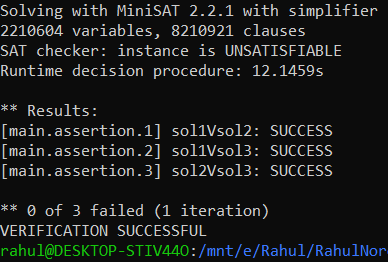 Solving with MiniSAT 2.2.1 with simplifier
2210604 variables, 8210921 clauses
SAT checker: instance is UNSATISFIABLE
Runtime decision procedure: 12.1459s
** Results:
[main.assertion.1] sol1Vsol2: SUCCESS
[main.assertion.2] sol1Vsol3: SUCCESS
[main.assertion.3] sol2Vsol3: SUCCESS
** 0 of 3 failed (1 iteration)
VERIFICATION SUCCESSFUL
rahul@DESKTOP-STIV44O:/mnt/e/Rahul/RahulNor